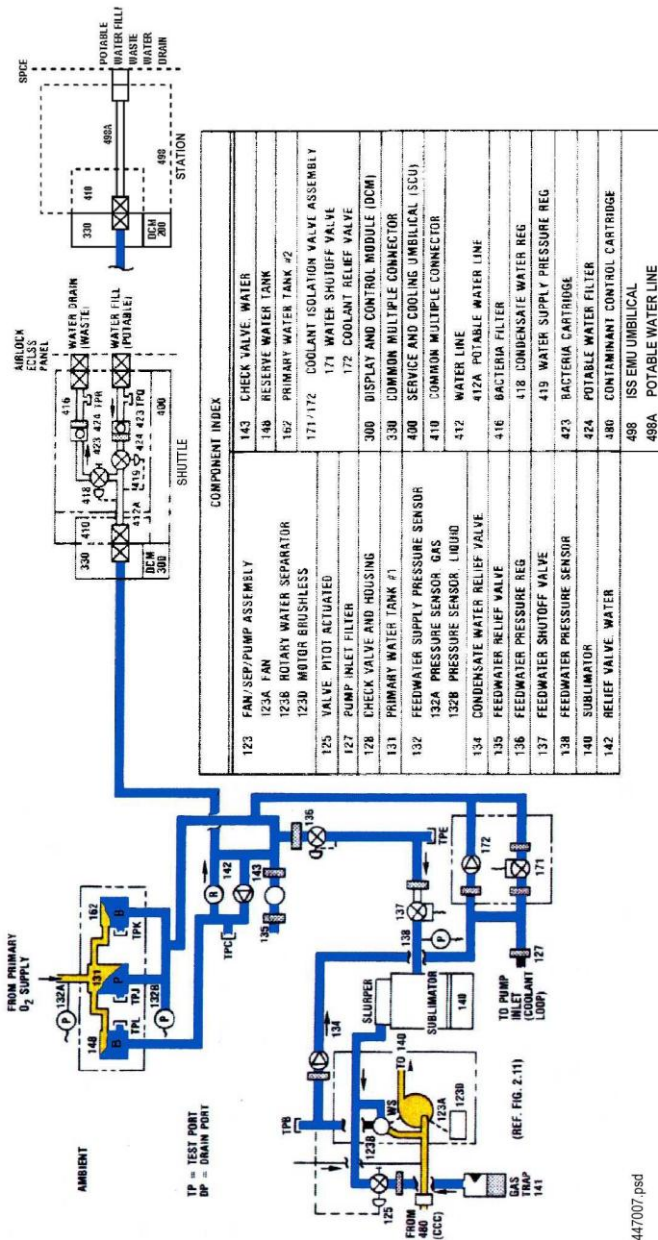 SPCE
POTABLE
WATER FILL/
WASTE
WATER
DRAIN
498A
498
410
330
DCM
200
STATION
AIRLOCK
ECLSS
PANEL
WATER DRAIN
(WASTE)
WATER FILL
(POTABLE)
416
TPR
423 424
418
424 423
TPQ
419
412A
400
410
330
DCM
300
SHUTTLE
FROM PRIMARY
O2 SUPPLY
132A
P
AMBIENT
148
131
162
B
P
B
TPL
TPJ
TPK
132B
P
TP = TEST PORT
DP = DRAIN PORT
R
142
143
TPC
135
136
TPE
137
138
P
172
171
134
TPB
SLURPER
SUBLIMATOR
140
TO PUMP
INLET
(COOLANT
LOOP)
127
TO 140
WS
123B
123A
123D
125
FROM
480
(CCC)
GAS
TRAP
141
(REF. FIG. 2.11)
COMPONENT INDEX
123 FAN/SEP/PUMP ASSEMBLY
123A FAN
123B ROTARY WATER SEPARATOR
123D MOTOR BRUSHLESS
125 VALVE, PITOT ACTUATED
127 PUMP INLET FILTER
128 CHECK VALVE AND HOUSING
131 PRIMARY WATER TANK #1
132 FEEDWATER SUPPLY PRESSURE SENSOR
132A PRESSURE SENSOR, GAS
132B PRESSURE SENSOR, LIQUID
134 CONDENSATE WATER RELIEF VALVE
135 FEEDWATER RELIEF VALVE
136 FEEDWATER PRESSURE REG
137 FEEDWATER SHUTOFF VALVE
138 FEEDWATER PRESSURE SENSOR
140 SUBLIMATOR
142 RELIEF VALVE, WATER
143 CHECK VALVE, WATER
148 RESERVE WATER TANK
162 PRIMARY WATER TANK #2
171/172 COOLANT ISOLATION VALVE ASSEMBLY
171 WATER SHUTOFF VALVE
172 COOLANT RELIEF VALVE
300 DISPLAY AND CONTROL MODULE (DCM)
330 COMMON MULTIPLE CONNECTOR
400 SERVICE AND COOLING UMBILICAL (SCU)
410 COMMON MULTIPLE CONNECTOR
412 WATER LINE
412A POTABLE WATER LINE
416 BACTERIA FILTER
418 CONDENSATE WATER REG
419 WATER SUPPLY PRESSURE REG
423 BACTERIA CARTRIDGE
424 POTABLE WATER FILTER
480 CONTAMINANT CONTROL CARTRIDGE
498 ISS EMU UMBILICAL
498A POTABLE WATER LINE
447007.psd